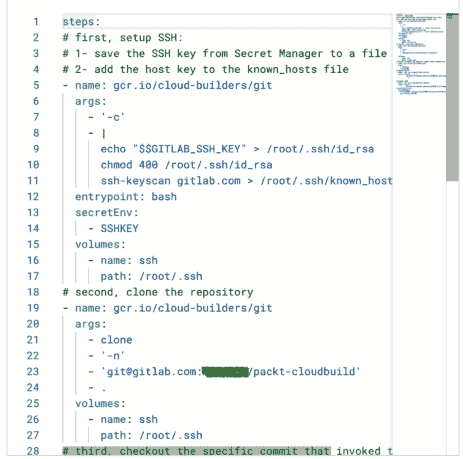 1 steps:
2 # first, setup SSH:
3 # 1- save the SSH key from Secret Manager to a file
4 # 2- add the host key to the known_hosts file
5 - name: gcr.io/cloud-builders/git
6 args:
7 - '-c'
8 - |
9 echo "$$GITLAB_SSH_KEY" > /root/.ssh/id_rsa
10 chmod 400 /root/.ssh/id_rsa
11 ssh-keyscan gitlab.com > /root/.ssh/known_host
12 entrypoint: bash
13 secretEnv:
14 - SSHKEY
15 volumes:
16 - name: ssh
17 path: /root/.ssh
18 # second, clone the repository
19 - name: gcr.io/cloud-builders/git
20 args:
21 - clone
22 - '-n'
23 - 'git@gitlab.com: /packt-cloudbuild'
24 - .
25 volumes:
26 - name: ssh
27 path: /root/.ssh
28 # third, checkout the specific commit that invoked t